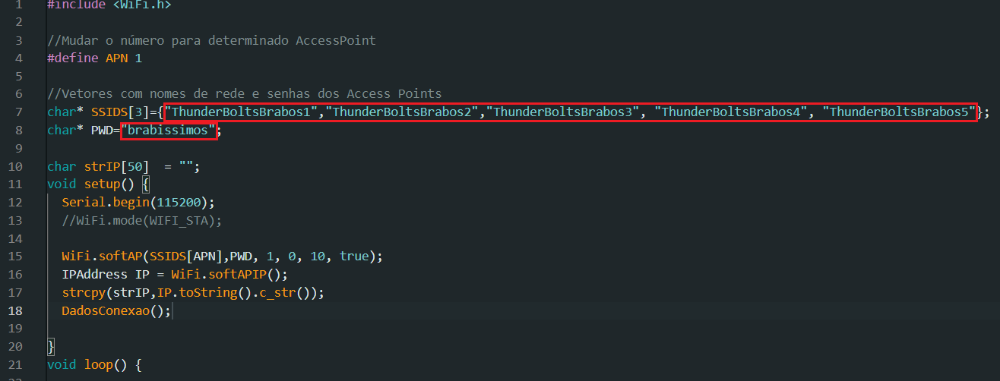 1 #include <WiFi.h>
2
3 //Mudar o número para determinado AccessPoint
4 #define APN 1
5
6 //Vetores com nomes de rede e senhas dos Access Points
7 char* SSIDS[3]={"ThunderBoltsBrabos1","ThunderBoltsBrabos2","ThunderBoltsBrabos3", "ThunderBoltsBrabos4", "ThunderBoltsBrabos5"};
8 char* PWD="brabissimos";
9
10 char strIP[50]  = "";
11 void setup() {
12   Serial.begin(115200);
13   //WiFi.mode(WIFI_STA);
14
15   WiFi.softAP(SSIDS[APN],PWD, 1, 0, 10, true);
16   IPAddress IP = WiFi.softAPIP();
17   strcpy(strIP,IP.toString().c_str());
18   DadosConexao();
19
20 }
21 void loop() {